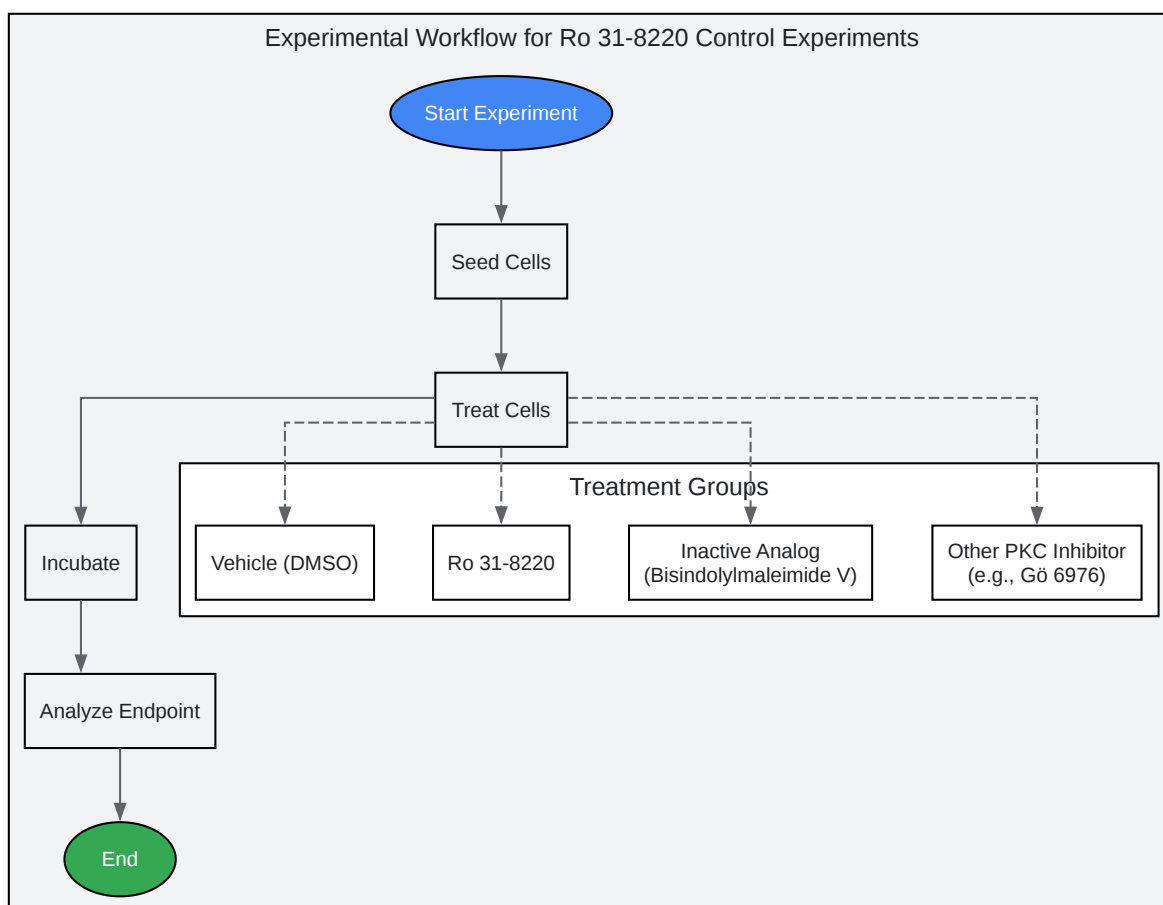 Experimental Workflow for Ro 31-8220 Control Experiments
Start Experiment
Seed Cells
Treat Cells
Treatment Groups
Incubate
Vehicle (DMSO)
Ro 31-8220
Inactive Analog
(Bisindolylmaleimide V)
Other PKC Inhibitor
(e.g., Gö 6976)
Analyze Endpoint
End